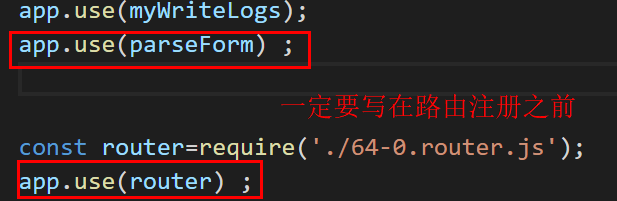 app.use(myWriteLogs);
app.use(parseForm) ;
一定要写在路由注册之前
const router=require('./64-0.router.js');
app.use(router) ;